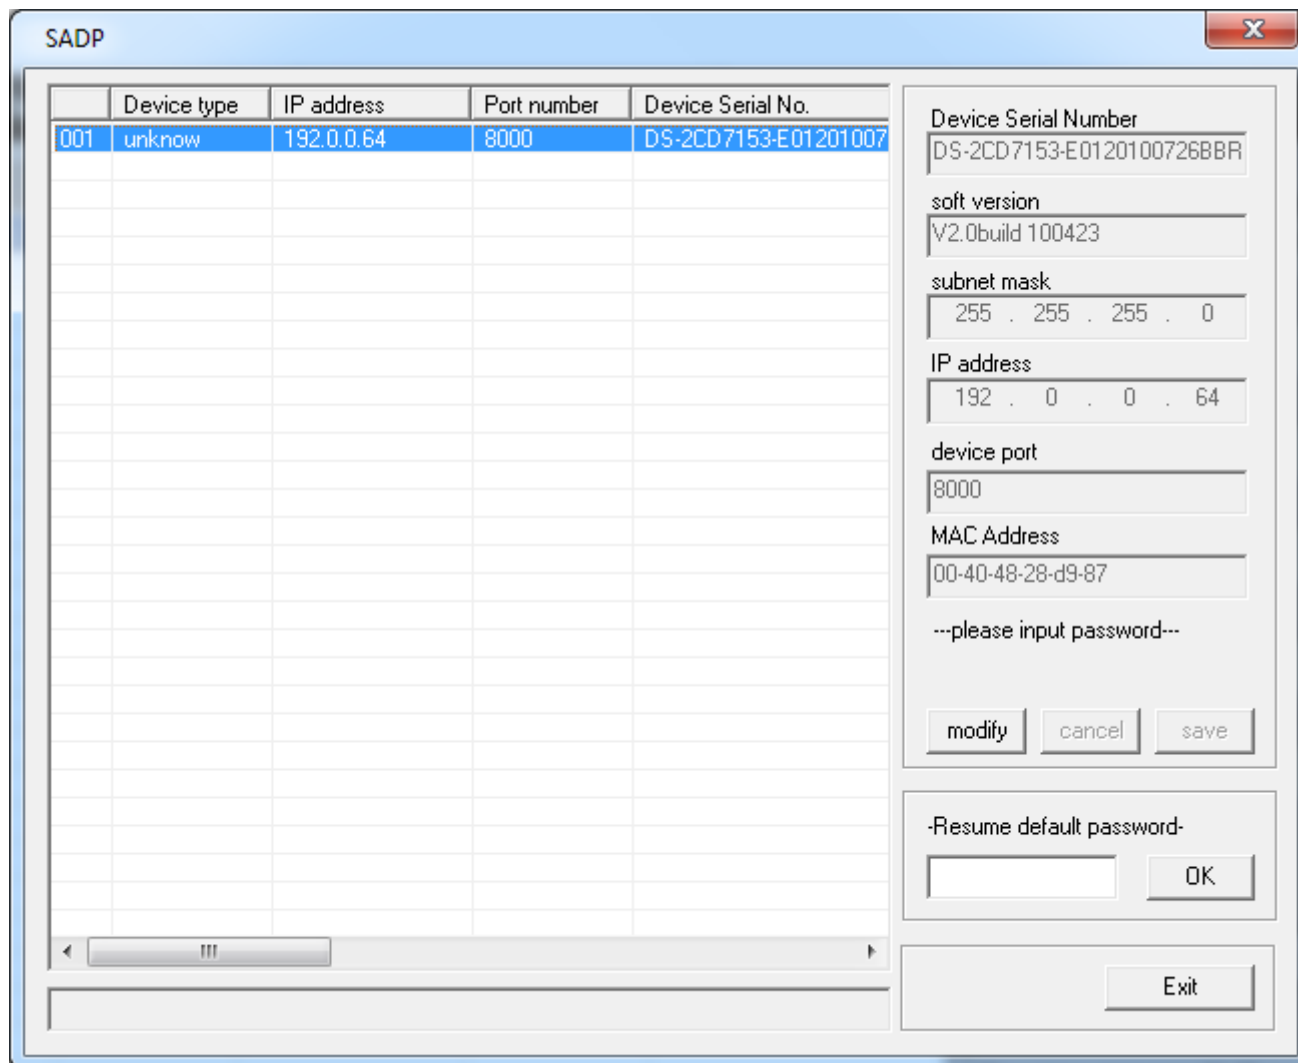 SADP
Device type IP address Port number Device Serial No.
001 unknow 192.0.0.64 8000 DS-2CD7153-E01201007
Device Serial Number
DS-2CD7153-E0120100726BBR
soft version
V2.0build 100423
subnet mask
255 . 255 . 255 . 0
IP address
192 . 0 . 0 . 64
device port
8000
MAC Address
00-40-48-28-d9-87
---please input password---
modify cancel save
-Resume default password-
OK
Exit